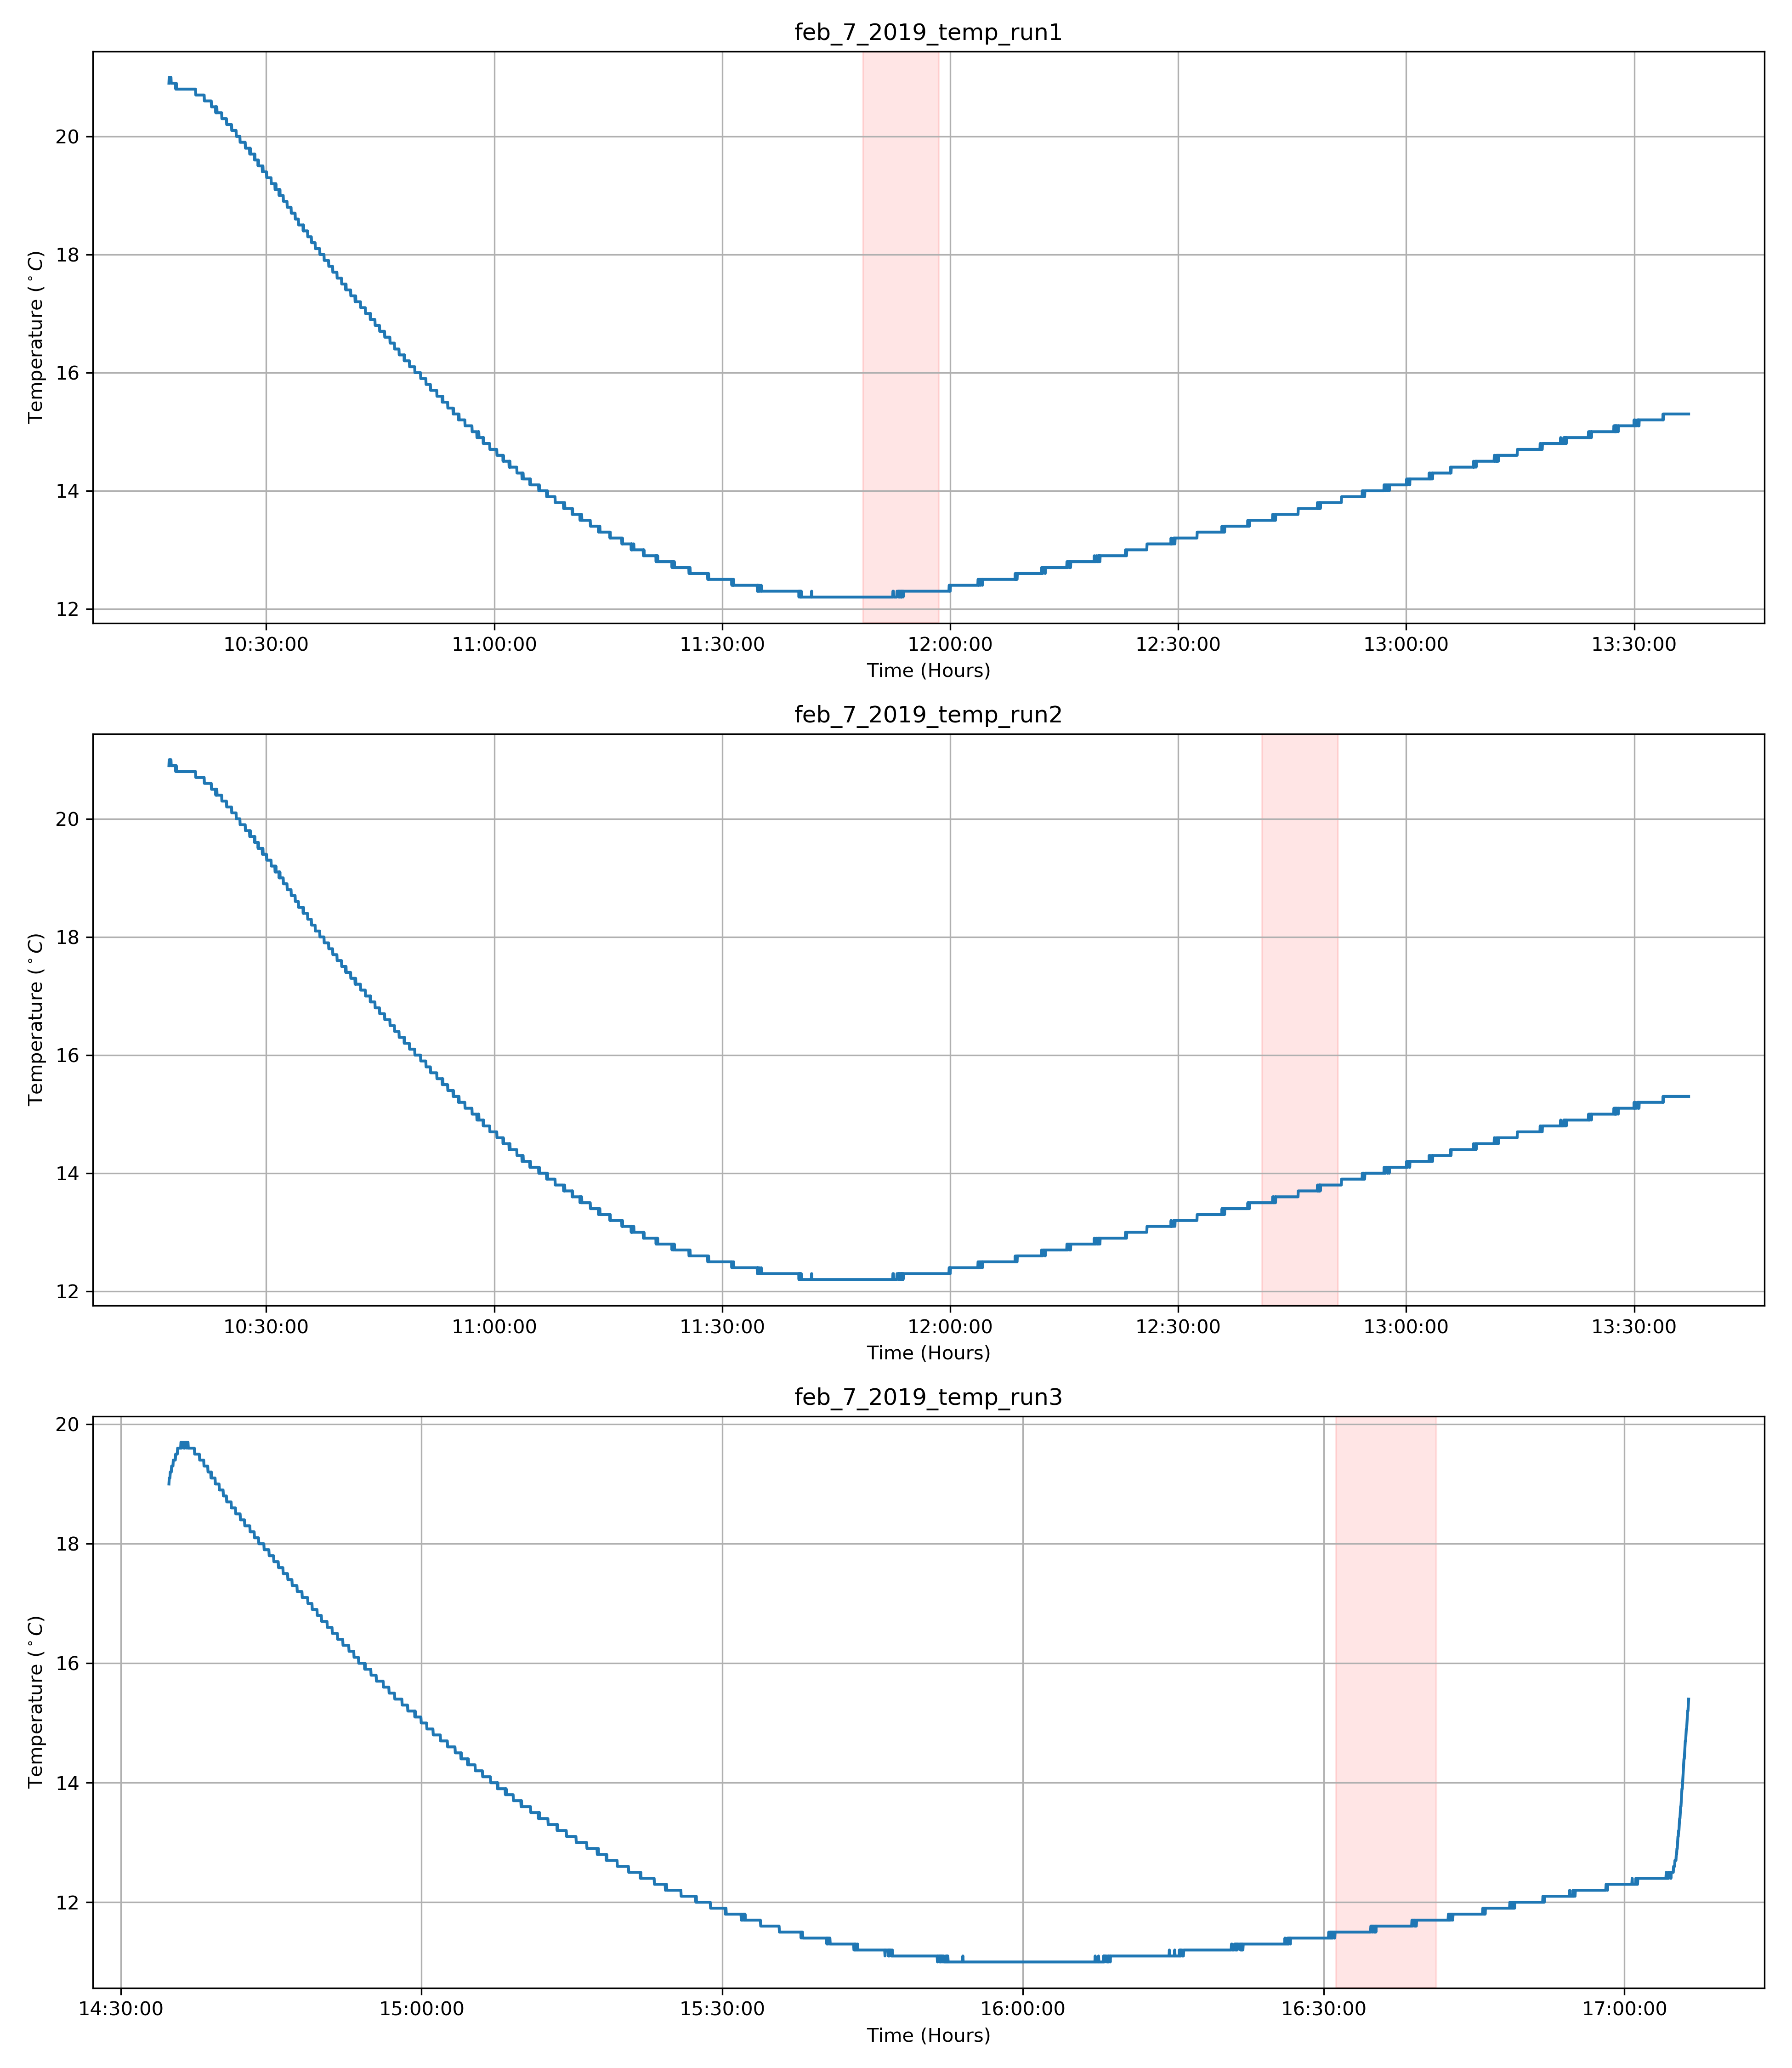 feb_7_2019_temp_run1
20
18
16
14
12
Temperature (°C)
10:30:00 11:00:00 11:30:00 12:00:00 12:30:00 13:00:00 13:30:00
Time (Hours)
feb_7_2019_temp_run2
20
18
16
14
12
Temperature (°C)
10:30:00 11:00:00 11:30:00 12:00:00 12:30:00 13:00:00 13:30:00
Time (Hours)
feb_7_2019_temp_run3
20
18
16
14
12
Temperature (°C)
14:30:00 15:00:00 15:30:00 16:00:00 16:30:00 17:00:00
Time (Hours)